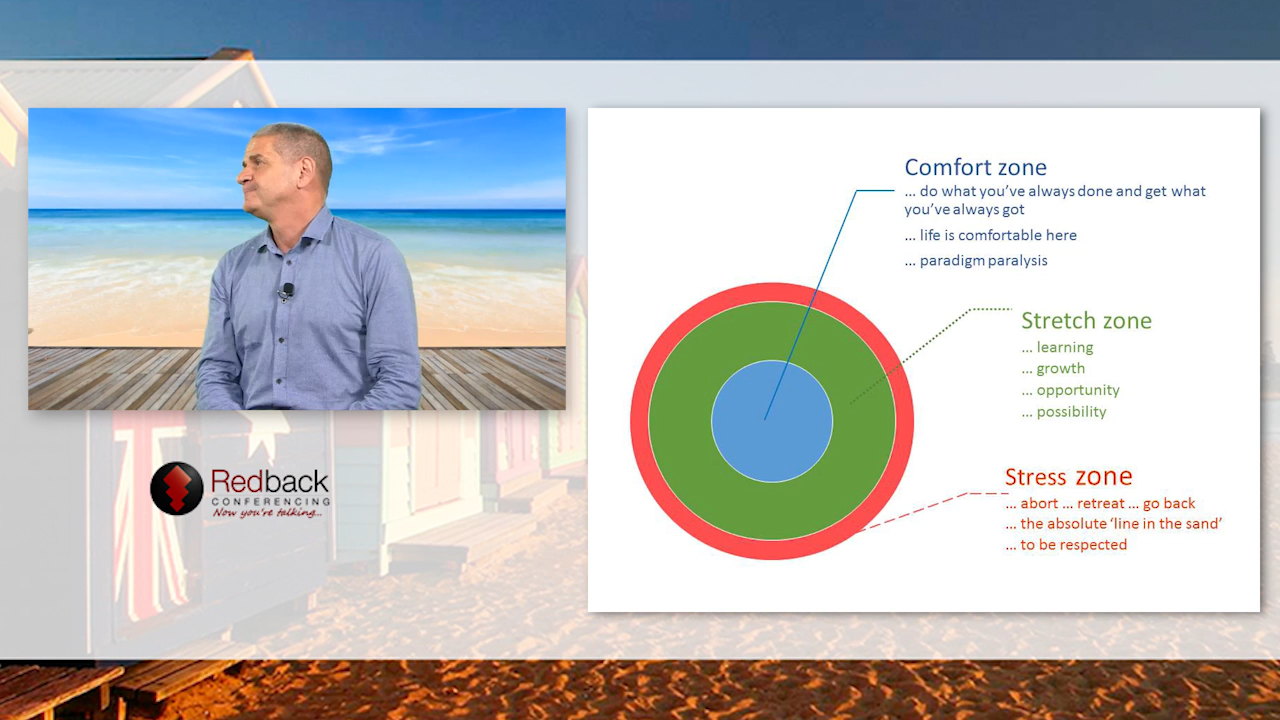 Comfort zone
... do what you've always done and get what
you've always got
... life is comfortable here
... paradigm paralysis
Stretch zone
... learning
... growth
... opportunity
... possibility
Stress zone
... abort ... retreat ... go back
... the absolute 'line in the sand'
... to be respected
Redback
CONFERENCING
Now you're talking...